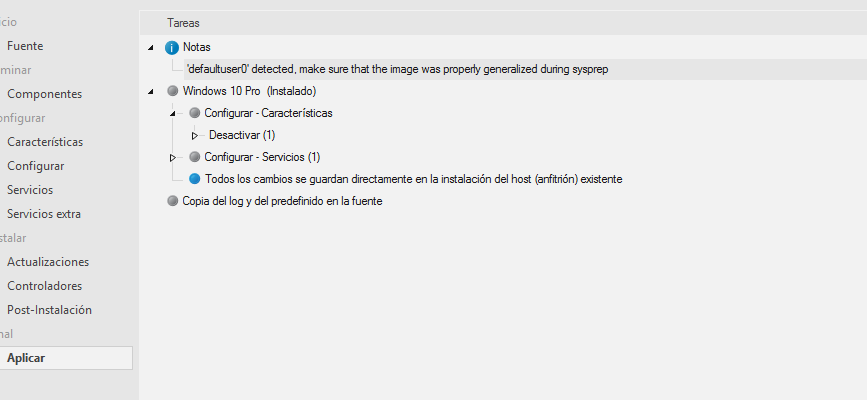 Tareas
Notas
'defaultuser0' detected, make sure that the image was properly generalized during sysprep
Windows 10 Pro (Instalado)
Configurar - Características
Desactivar (1)
Configurar - Servicios (1)
Todos los cambios se guardan directamente en la instalación del host (anfitrión) existente
Copia del log y del predefinido en la fuente
icio
Fuente
minar
Componentes
onfigurar
Características
Configurar
Servicios
Servicios extra
stalar
Actualizaciones
Controladores
Post-Instalación
nal
Aplicar